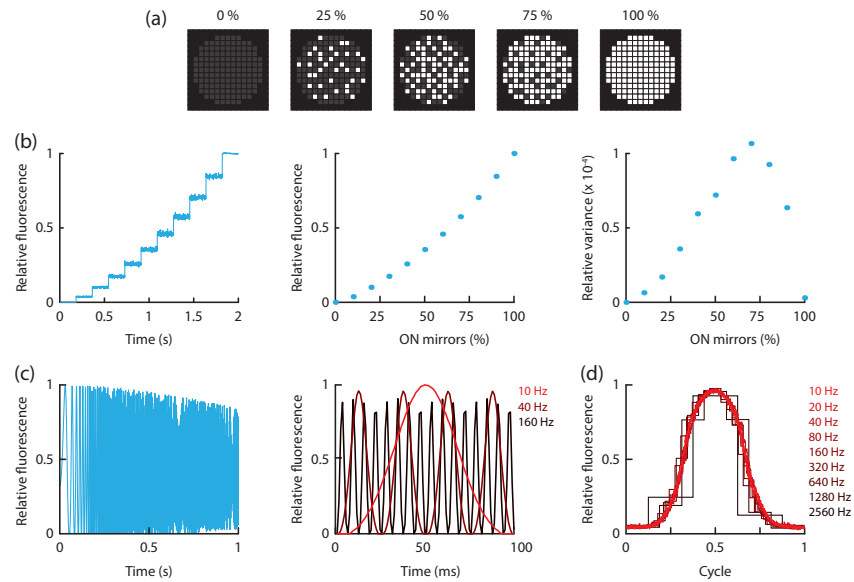 (a)
0 % 25 % 50 % 75 % 100 %
(b)
Relative fluorescence
1
0.5
0
0 0.5 1 1.5 2
Time (s)
Relative fluorescence
1
0.5
0
0 25 50 75 100
ON mirrors (%)
Relative variance (x 10⁻⁴)
1
0.5
0
0 25 50 75 100
ON mirrors (%)
(c)
Relative fluorescence
1
0.5
0
0 0.5 1
Time (s)
Relative fluorescence
1
0.5
0
0 50 100
Time (ms)
10 Hz
40 Hz
160 Hz
(d)
Relative fluorescence
1
0.5
0
0 0.5 1
Cycle
10 Hz
20 Hz
40 Hz
80 Hz
160 Hz
320 Hz
640 Hz
1280 Hz
2560 Hz